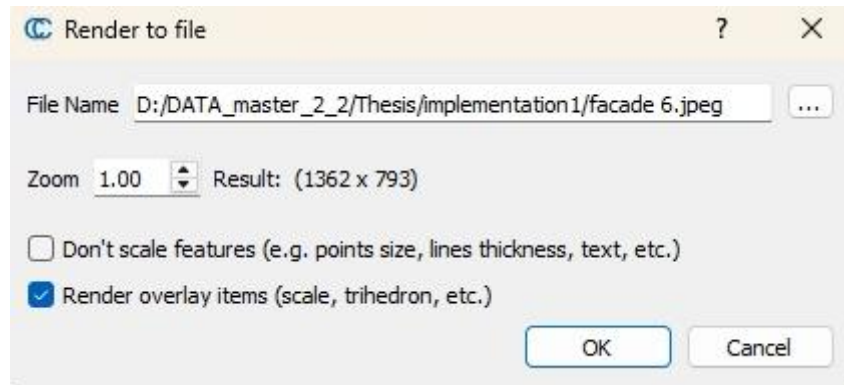 Render to file ? X
File Name D:/DATA_master_2_2/Thesis/implementation1/facade 6.jpeg ...
Zoom 1.00 Result: (1362 x 793)
Don't scale features (e.g. points size, lines thickness, text, etc.)
Render overlay items (scale, trihedron, etc.)
OK Cancel